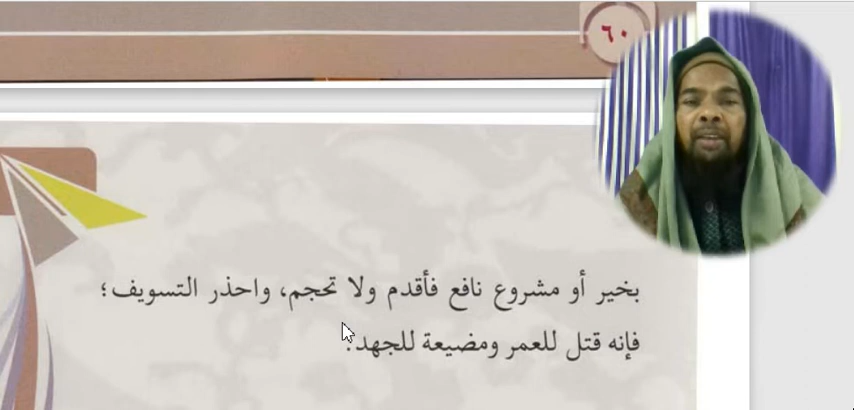 ٦٠
بخير أو مشروع نافع فأقدم ولا تحجم، واحذر التسويف؛
فإنه قتل للعمر ومضيعة للجهد.